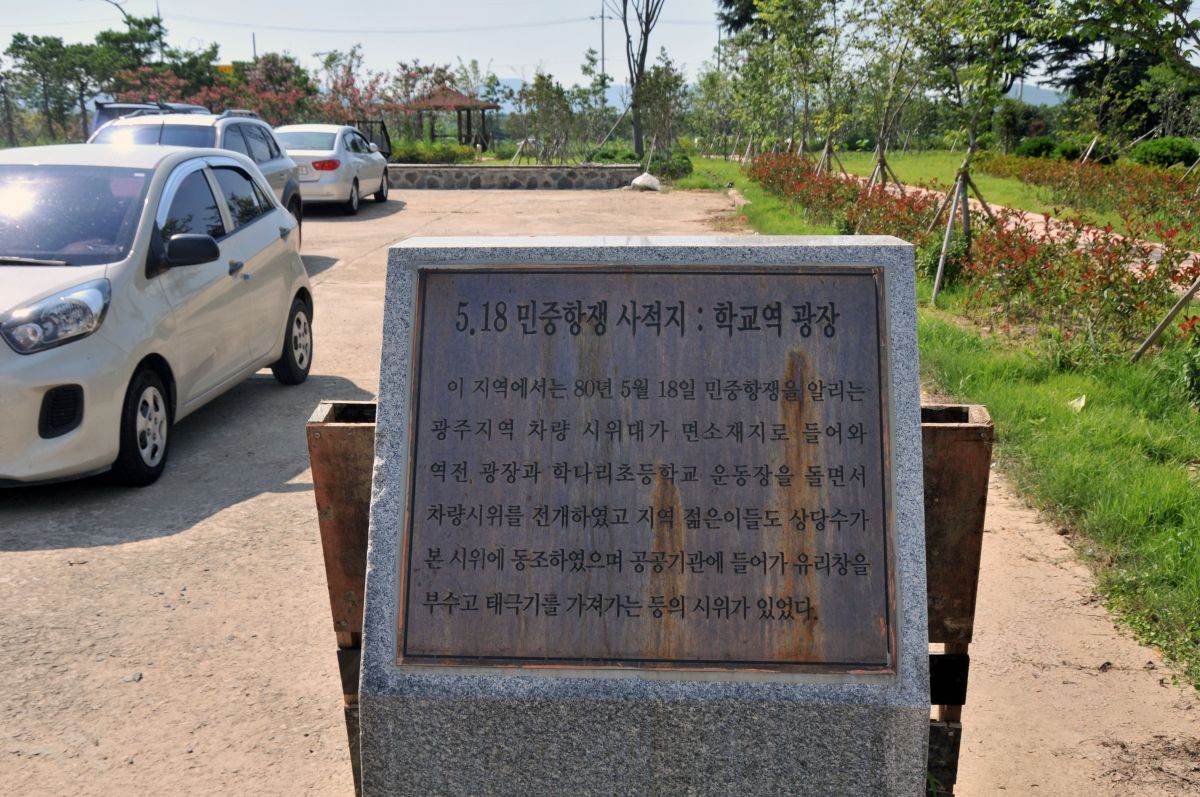 5.18 민중항쟁 사적지 : 학교역 광장
이 지역에서는 80년 5월 18일 민중항쟁을 알리는
광주지역 차량 시위대가 면소재지로 들어와
역전 광장과 학다리초등학교 운동장을 돌면서
차량시위를 전개하였고 지역 젊은이들도 상당수가
본 시위에 동조하였으며 공공기관에 들어가 유리창을
부수고 태극기를 가져가는 등의 시위가 있었다.